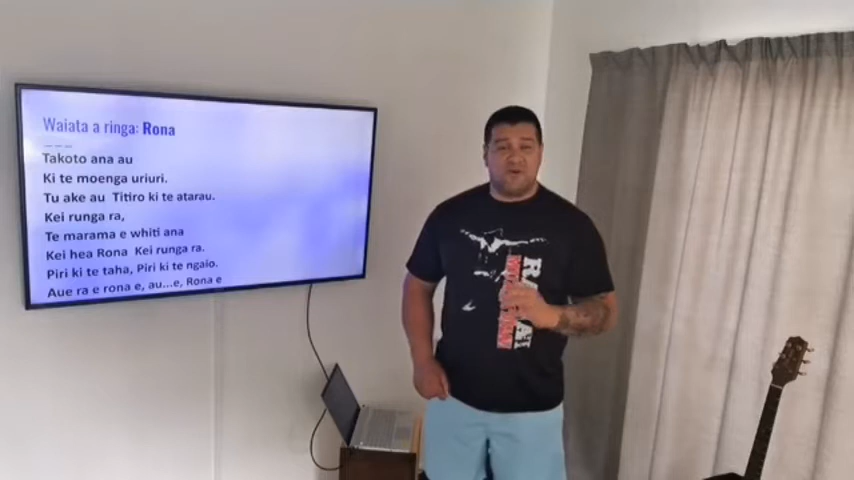 Waiata a ringa: Rona
Takoto ana au
Ki te moenga uriuri.
Tu ake au Titiro ki te atarau.
Kei runga ra,
Te marama e whiti ana
Kei hea Rona Kei runga ra.
Piri ki te taha, Piri ki te ngaio.
Aue ra e rona e, au...e, Rona e